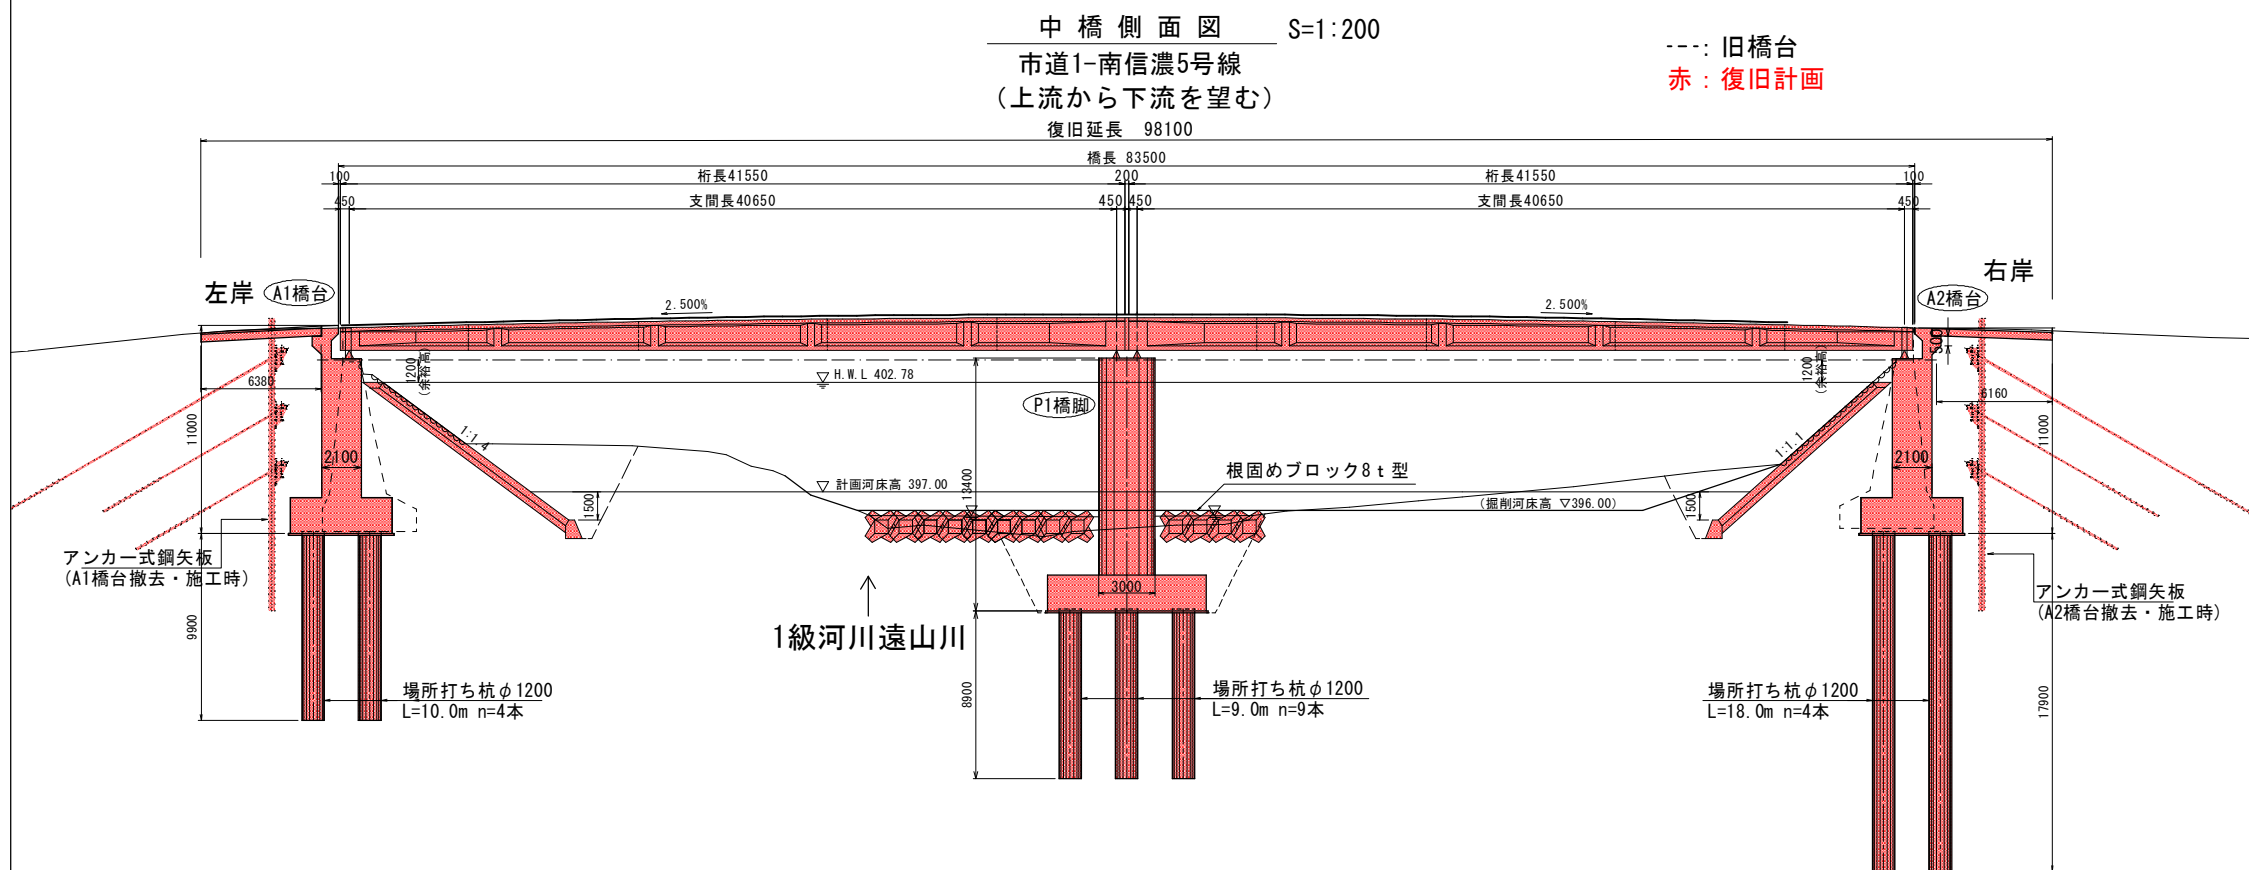 中橋側面図 S=1:200
市道1-南信濃5号線
(上流から下流を望む)
---: 旧橋台
赤 : 復旧計画
復旧延長 98100
橋長 83500
100 桁長41550 200 桁長41550 100
450 支間長40650 450 450 支間長40650 450
左岸 A1橋台
右岸
A2橋台
2.500% 2.500%
500
1200
(余裕高)
H.W.L 402.78
1200
(余裕高)
6380
6160
P1橋脚
11000
11000
1:1.4
1:1.1
2100
2100
根固めブロック8t型
計画河床高 397.00
13400
1500
(掘削河床高 ▽396.00)
1500
アンカー式鋼矢板
(A1橋台撤去・施工時)
3000
アンカー式鋼矢板
(A2橋台撤去・施工時)
9900
1級河川遠山川
8900
17900
場所打ち杭φ1200
L=10.0m n=4本
場所打ち杭φ1200
L=9.0m n=9本
場所打ち杭φ1200
L=18.0m n=4本